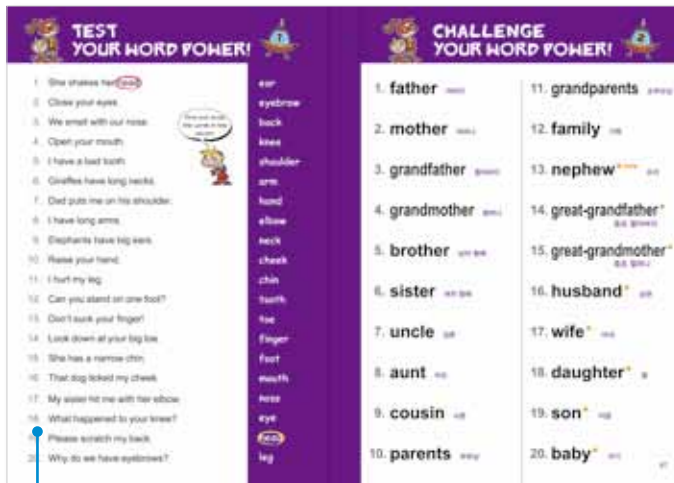 TEST
YOUR WORD POWER!
1
1. She shakes her head.
2. Close your eyes.
3. We smell with our nose.
4. Open your mouth.
5. I have a bad tooth.
6. Giraffes have long necks.
7. Dad puts me on his shoulder.
8. I have long arms.
9. Elephants have big ears.
10. Raise your hand.
11. I hurt my leg.
12. Can you stand on one foot?
13. Don't suck your finger!
14. Look down at your big toe.
15. She has a narrow chin.
16. That dog licked my cheek.
17. My sister hit me with her elbow.
18. What happened to your knee?
19. Please scratch my back.
20. Why do we have eyebrows?
ear
eyebrow
back
knee
shoulder
arm
hand
elbow
neck
cheek
chin
tooth
toe
finger
foot
mouth
nose
eye
head
leg
CHALLENGE
YOUR WORD POWER!
2
1. father
2. mother
3. grandfather
4. grandmother
5. brother
6. sister
7. uncle
8. aunt
9. cousin
10. parents
11. grandparents
12. family
13. nephew
14. great-grandfather
15. great-grandmother
16. husband
17. wife
18. daughter
19. son
20. baby